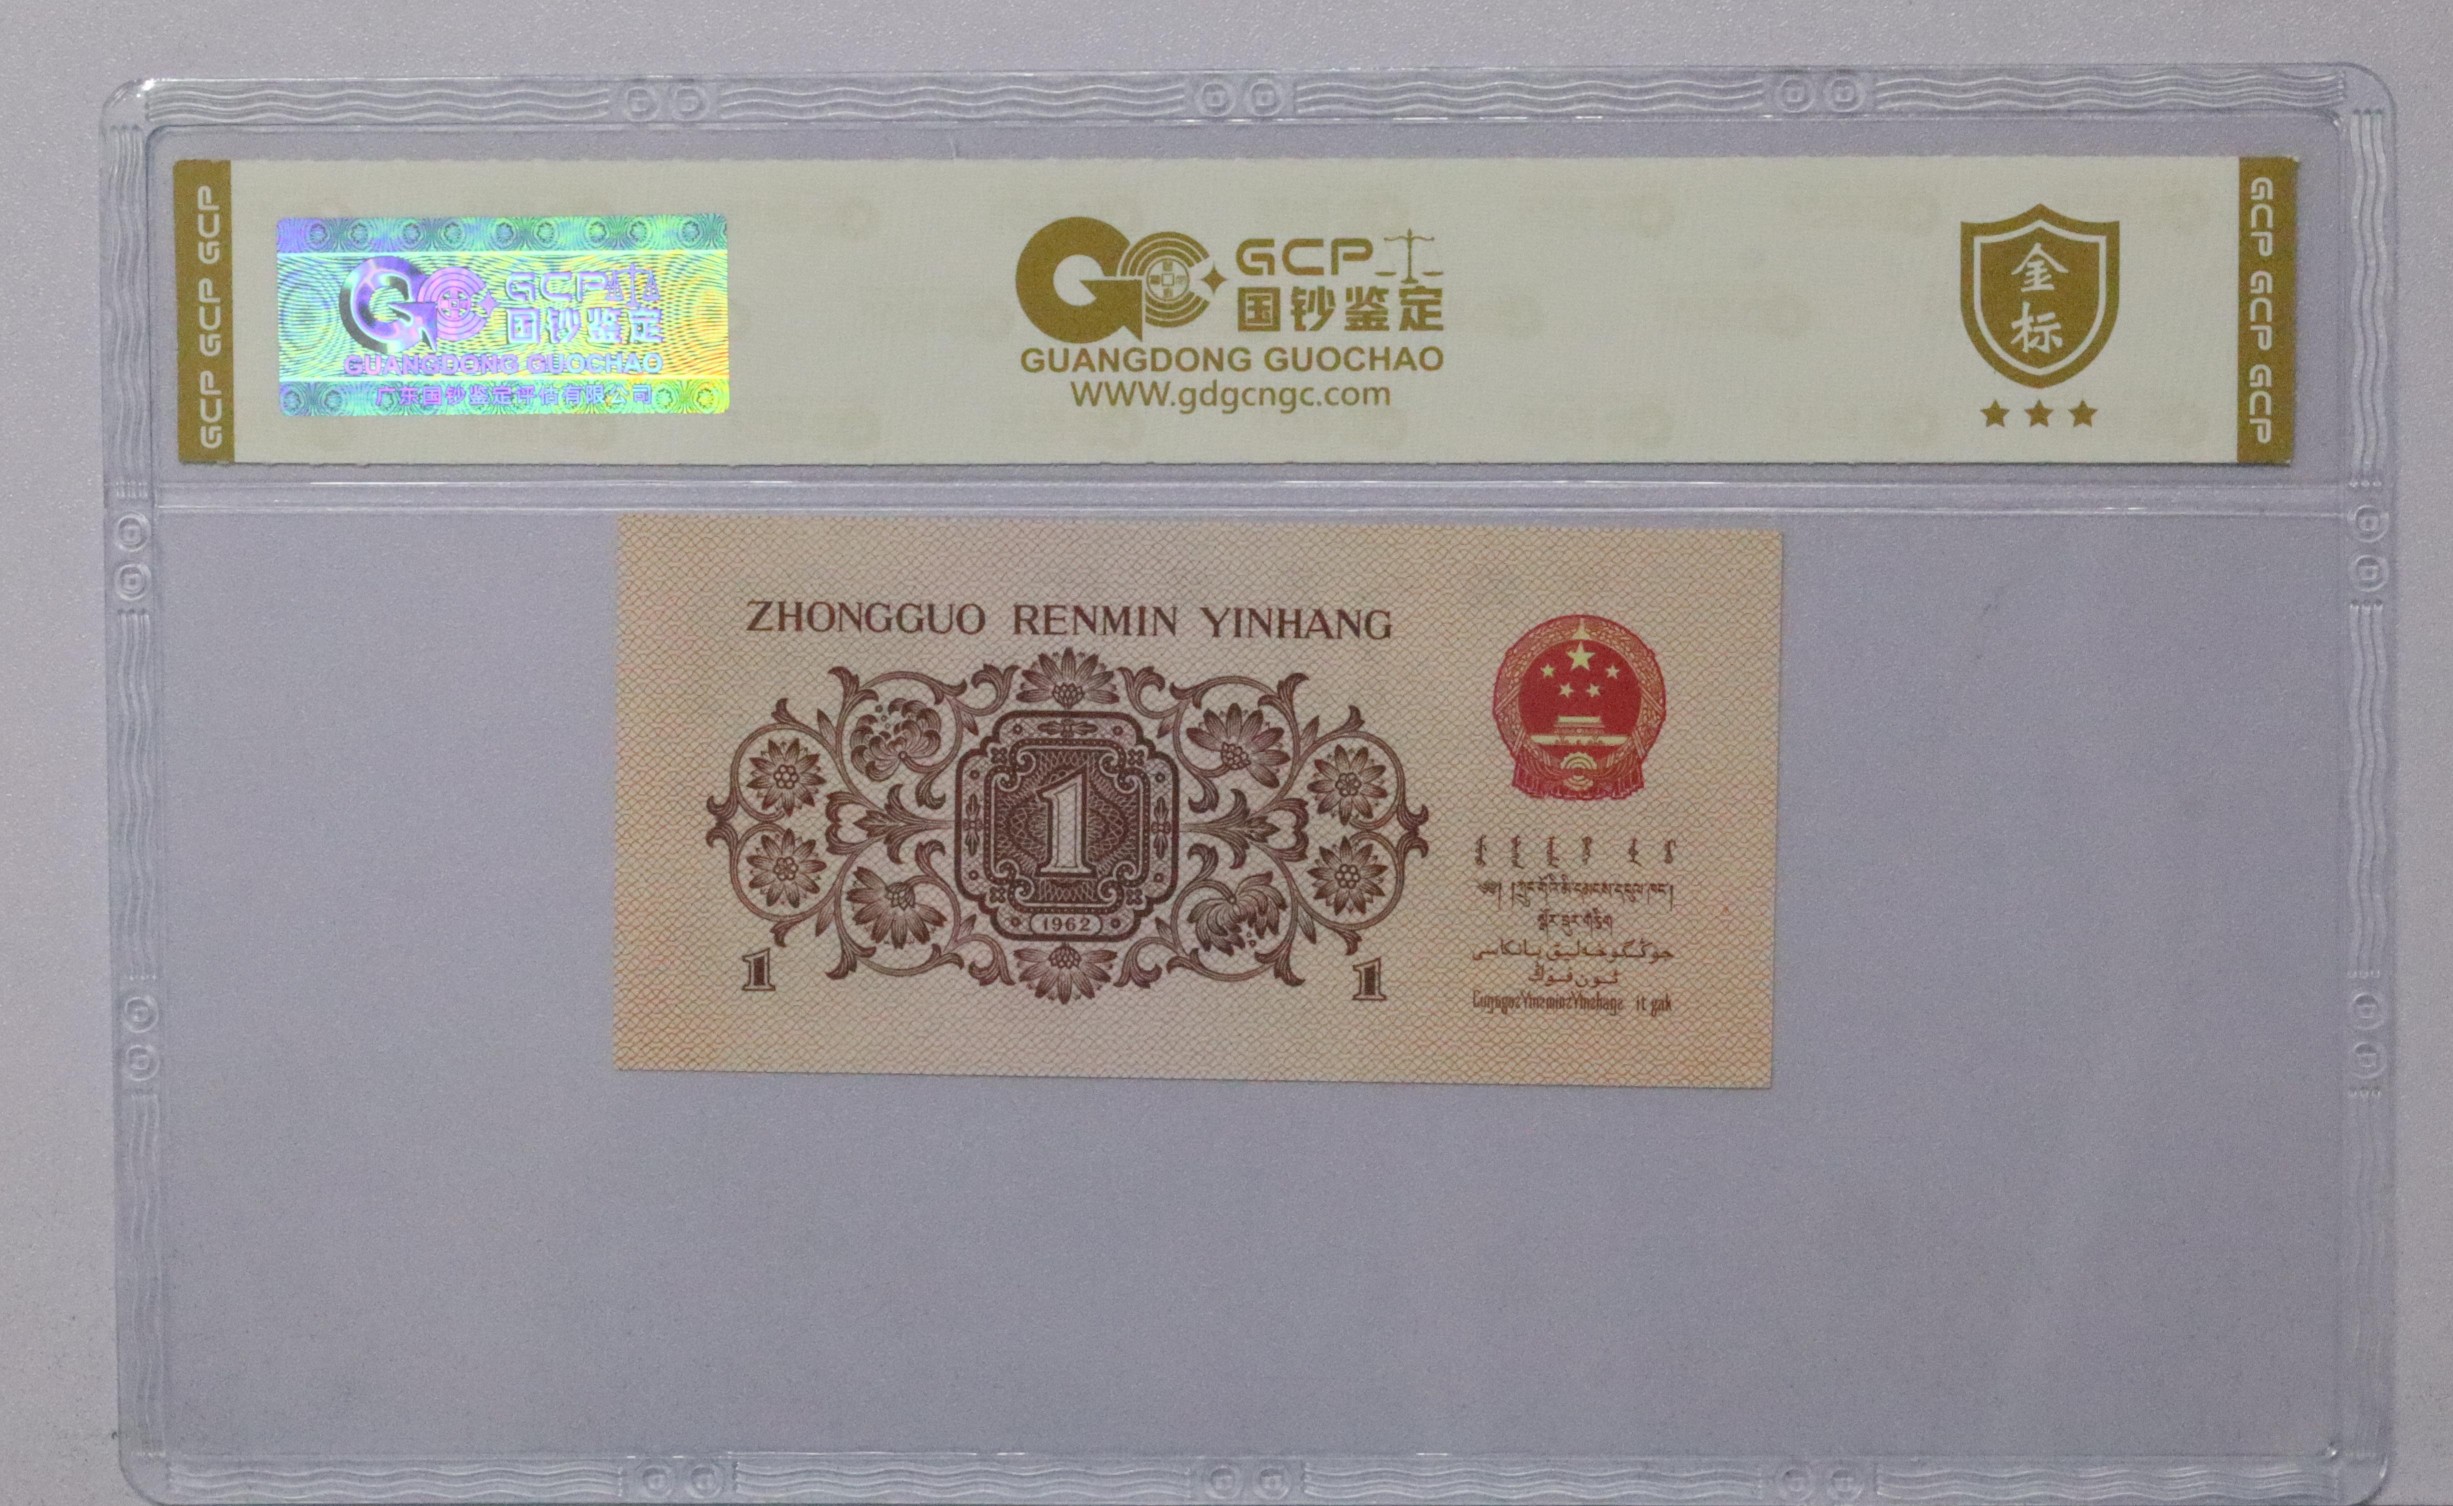 GCP GCP GCP
GCP
国钞鉴定
GUANGDONG GUOCHAO
广东国钞鉴定评估有限公司
GCP
国钞鉴定
GUANGDONG GUOCHAO
WWW.gdgcngc.com
金
标
GCP GCP GCP
ZHONGGUO RENMIN YINHANG
1
1962
1
1
جۇڭگوخەلىق بانكاسى